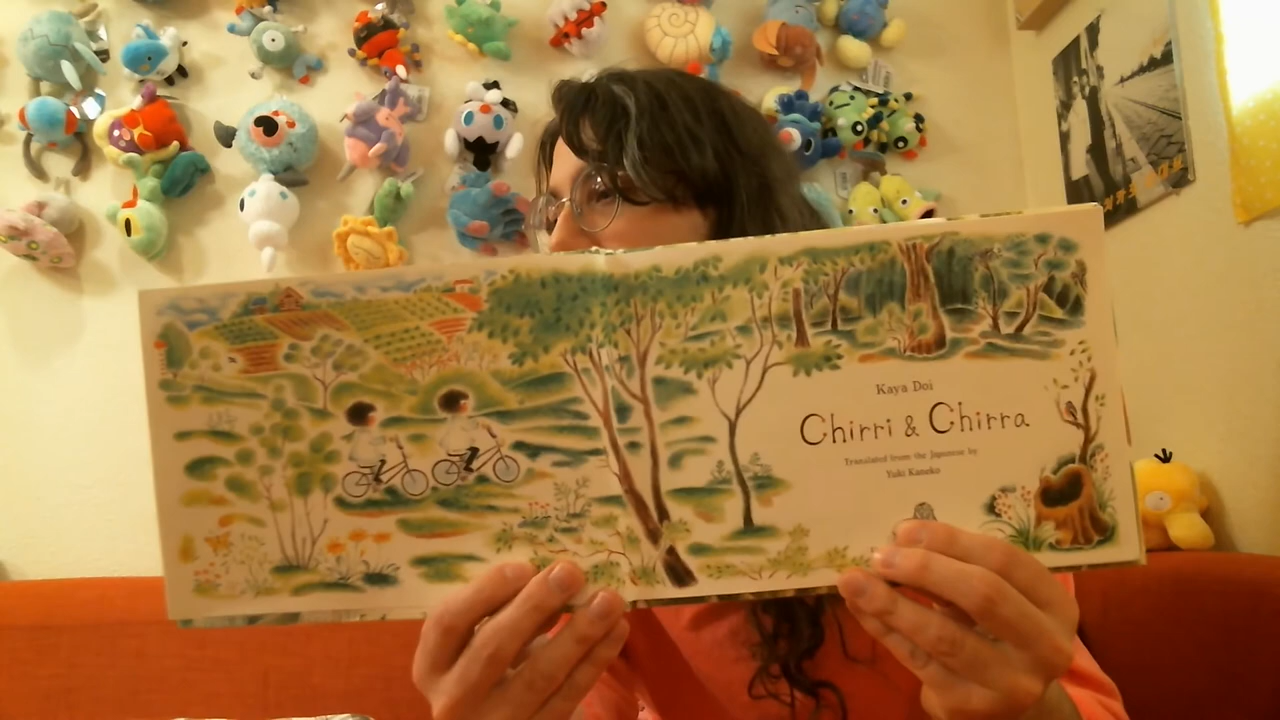 Kaya Doi
Chirri & Chirra
Translated from the Japanese by
Yuki Kaneko